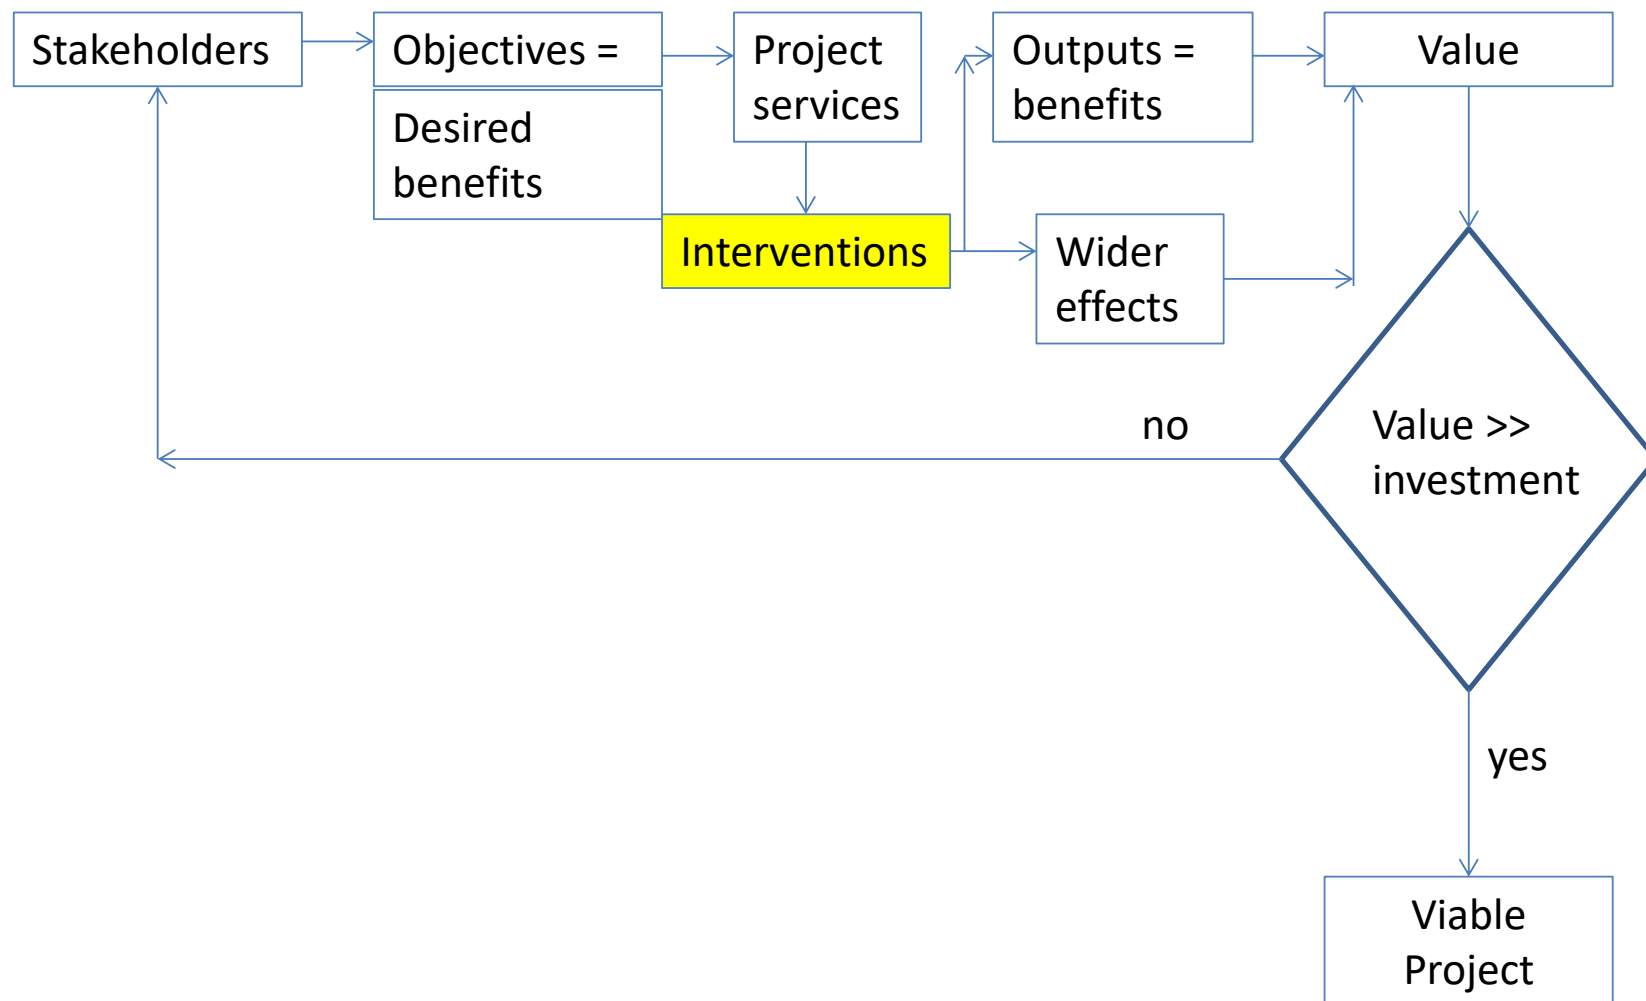 Stakeholders
Objectives =
Desired
benefits
Project
services
Interventions
Outputs =
benefits
Wider
effects
Value
Value >>
investment
no
yes
Viable
Project